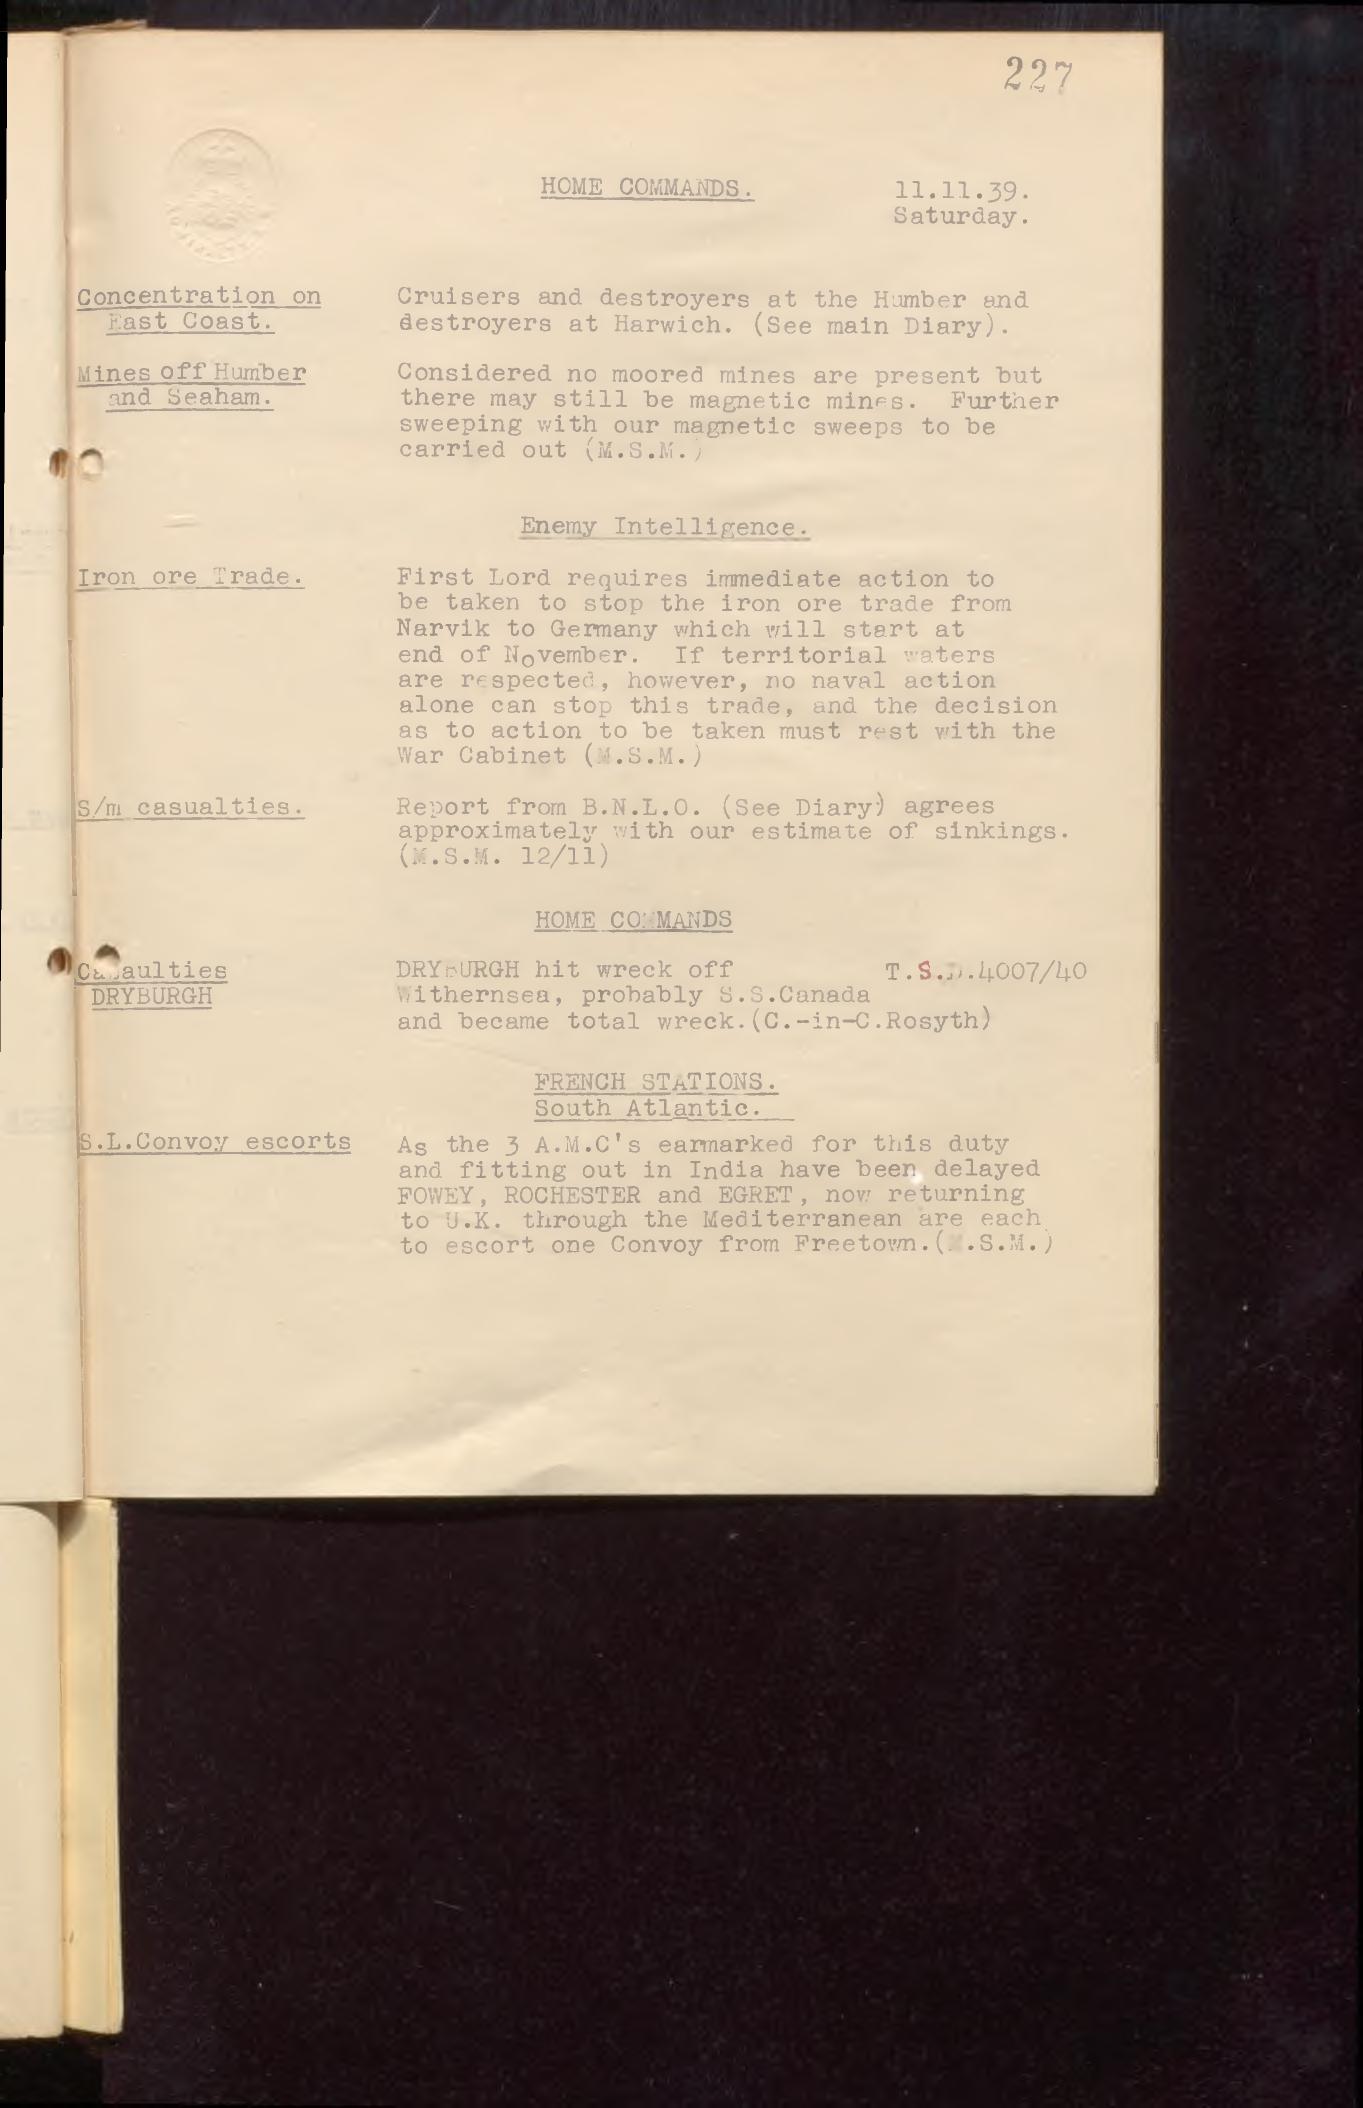 227
HOME COMMANDS.
11.11.39.
Saturday.
Concentration on
East Coast.
Cruisers and destroyers at the Humber and
destroyers at Harwich. (See main Diary).
Mines off Humber
and Seaham.
Considered no moored mines are present but
there may still be magnetic mines. Further
sweeping with our magnetic sweeps to be
carried out (M.S.M.)
Enemy Intelligence.
Iron ore Trade.
First Lord requires immediate action to
be taken to stop the iron ore trade from
Narvik to Germany which will start at
end of November. If territorial waters
are respected, however, no naval action
alone can stop this trade, and the decision
as to action to be taken must rest with the
War Cabinet (M.S.M.)
S/m casualties.
Report from B.N.L.O. (See Diary) agrees
approximately with our estimate of sinkings.
(M.S.M. 12/11)
HOME COMMANDS
Casaulties
DRYBURGH
DRYBURGH hit wreck off T.S.D.4007/40
Withernsea, probably S.S.Canada
and became total wreck.(C.-in-C.Rosyth)
FRENCH STATIONS.
South Atlantic.
S.L.Convoy escorts
As the 3 A.M.C's earmarked for this duty
and fitting out in India have been delayed
FOWEY, ROCHESTER and EGRET, now returning
to U.K. through the Mediterranean are each
to escort one Convoy from Freetown.(M.S.M.)